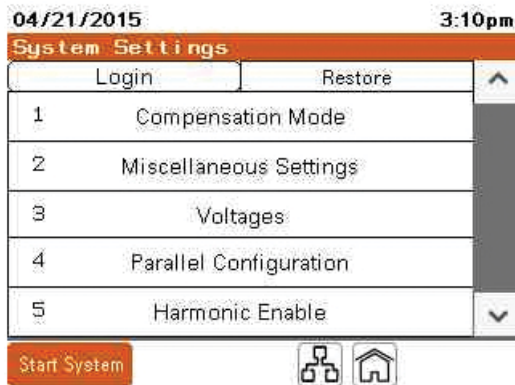 04/21/2015 3:10pm
System Settings
Login Restore
1 Compensation Mode
2 Miscellaneous Settings
3 Voltages
4 Parallel Configuration
5 Harmonic Enable
Start System